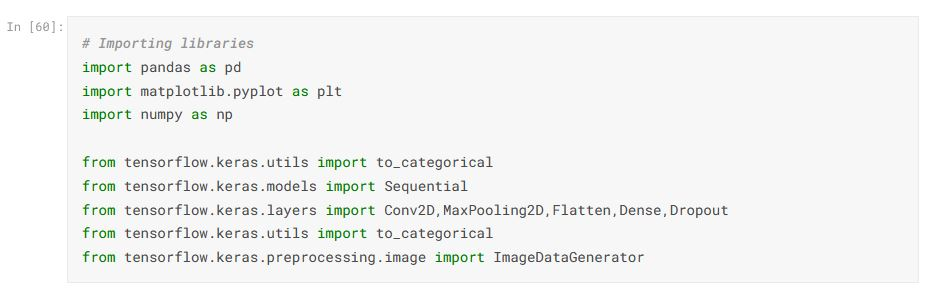 In [60]:
# Importing libraries
import pandas as pd
import matplotlib.pyplot as plt
import numpy as np
from tensorflow.keras.utils import to_categorical
from tensorflow.keras.models import Sequential
from tensorflow.keras.layers import Conv2D,MaxPooling2D,Flatten,Dense,Dropout
from tensorflow.keras.utils import to_categorical
from tensorflow.keras.preprocessing.image import ImageDataGenerator